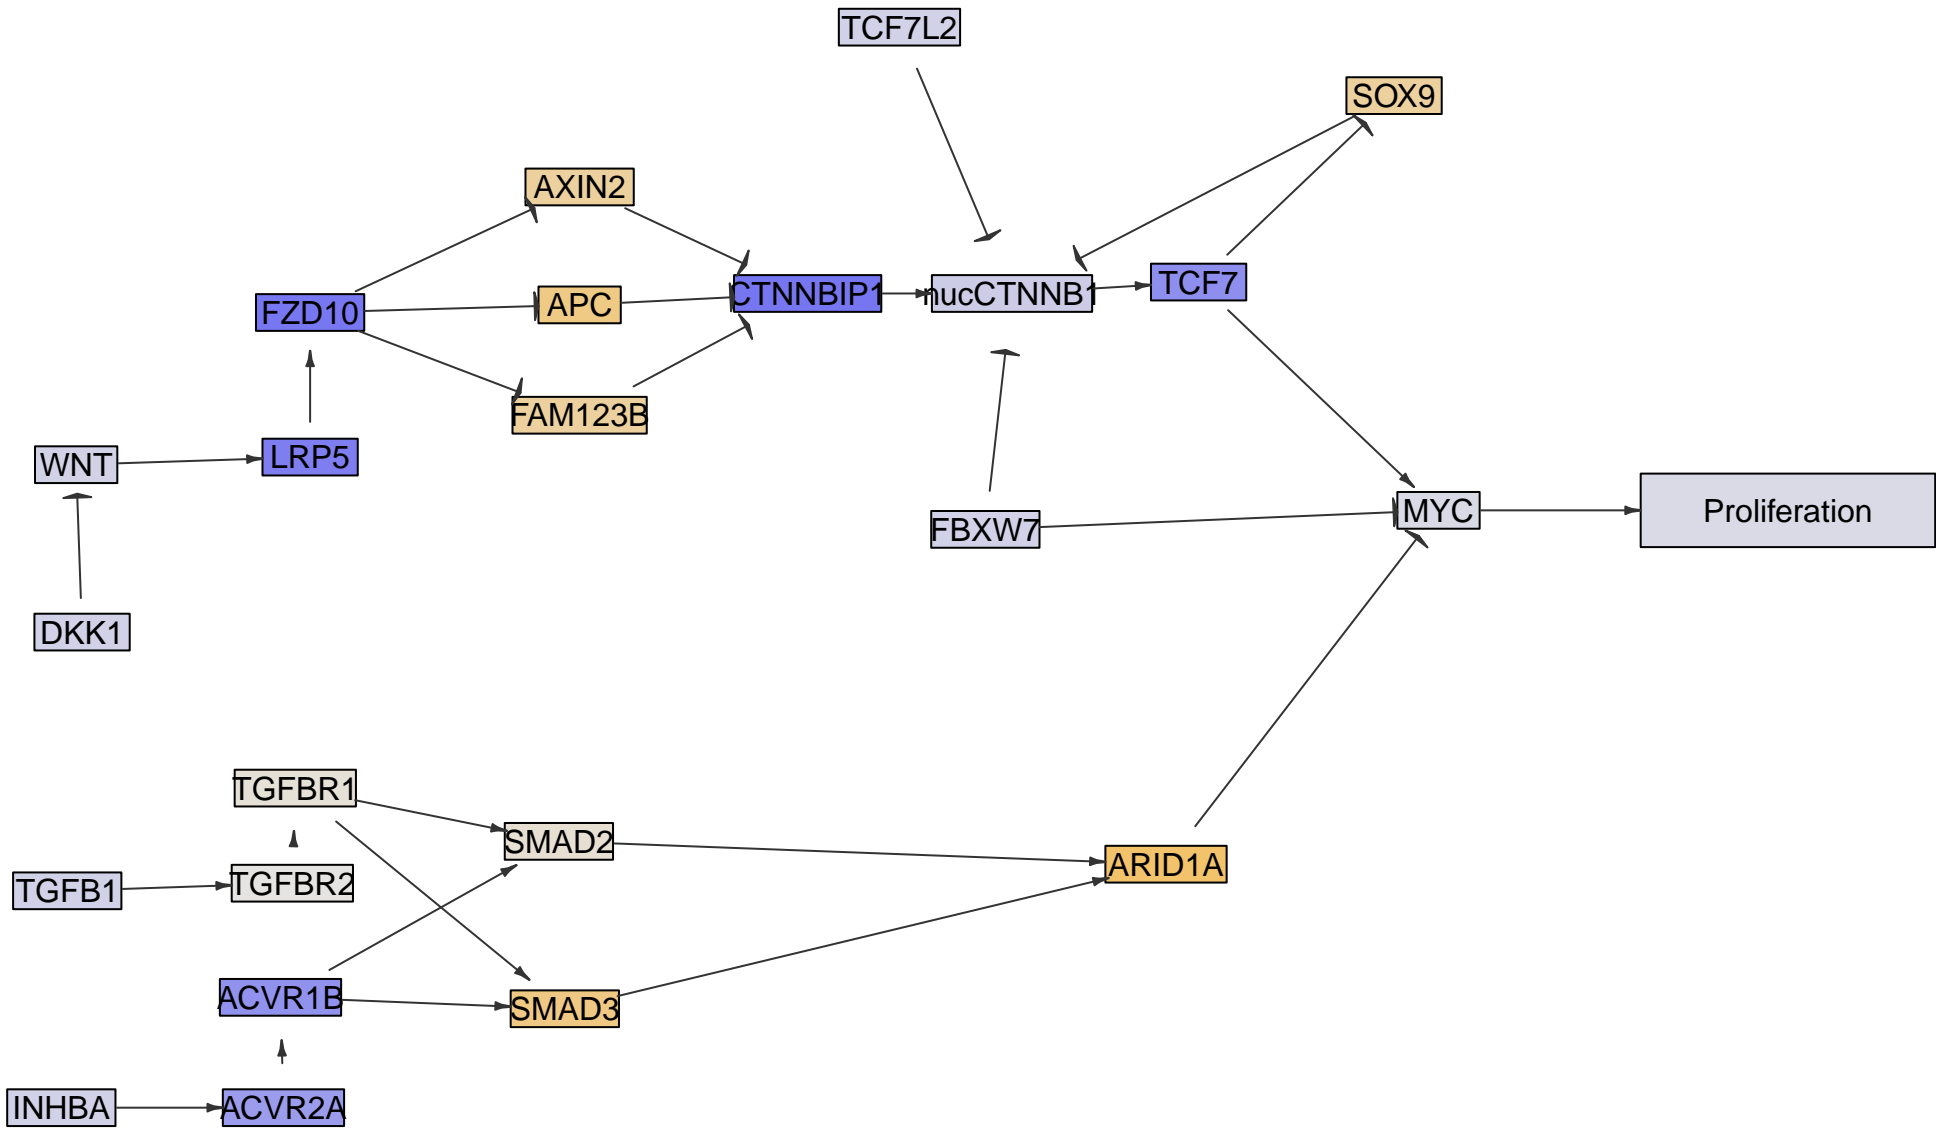 TCF7L2
SOX9
AXIN2
FZD10
APC
CTNNBIP1
nucCTNNB1
TCF7
FAM123B
WNT
LRP5
FBXW7
MYC
Proliferation
DKK1
TGFBR1
SMAD2
TGFB1
TGFBR2
ARID1A
ACVR1B
SMAD3
INHBA
ACVR2A